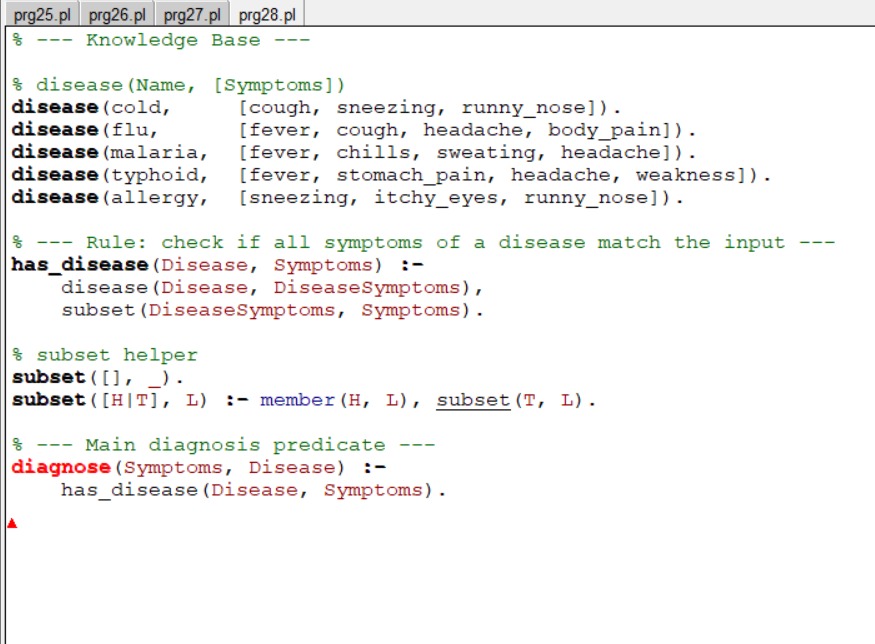 prg25.pl prg26.pl prg27.pl prg28.pl
% --- Knowledge Base ---
% disease(Name, [Symptoms])
disease(cold,     [cough, sneezing, runny_nose]).
disease(flu,      [fever, cough, headache, body_pain]).
disease(malaria,  [fever, chills, sweating, headache]).
disease(typhoid,  [fever, stomach_pain, headache, weakness]).
disease(allergy,  [sneezing, itchy_eyes, runny_nose]).
% --- Rule: check if all symptoms of a disease match the input ---
has_disease(Disease, Symptoms) :-
    disease(Disease, DiseaseSymptoms),
    subset(DiseaseSymptoms, Symptoms).
% subset helper
subset([], _).
subset([H|T], L) :- member(H, L), subset(T, L).
% --- Main diagnosis predicate ---
diagnose(Symptoms, Disease) :-
    has_disease(Disease, Symptoms).